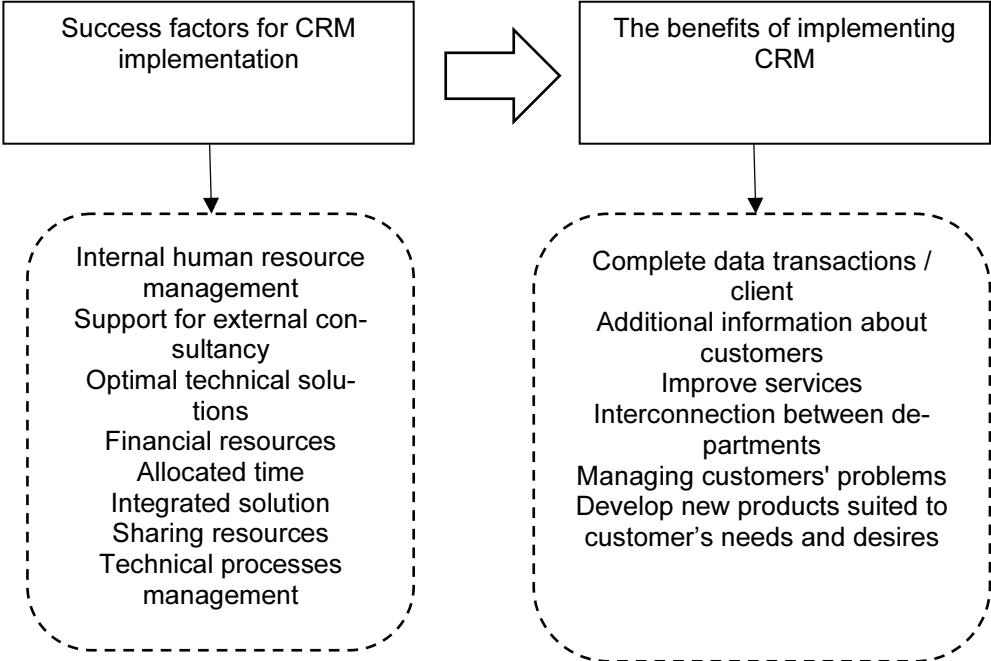 Success factors for CRM
implementation
The benefits of implementing
CRM
Internal human resource
management
Support for external con-
sultancy
Optimal technical solu-
tions
Financial resources
Allocated time
Integrated solution
Sharing resources
Technical processes
management
Complete data transactions /
client
Additional information about
customers
Improve services
Interconnection between de-
partments
Managing customers' problems
Develop new products suited to
customer’s needs and desires